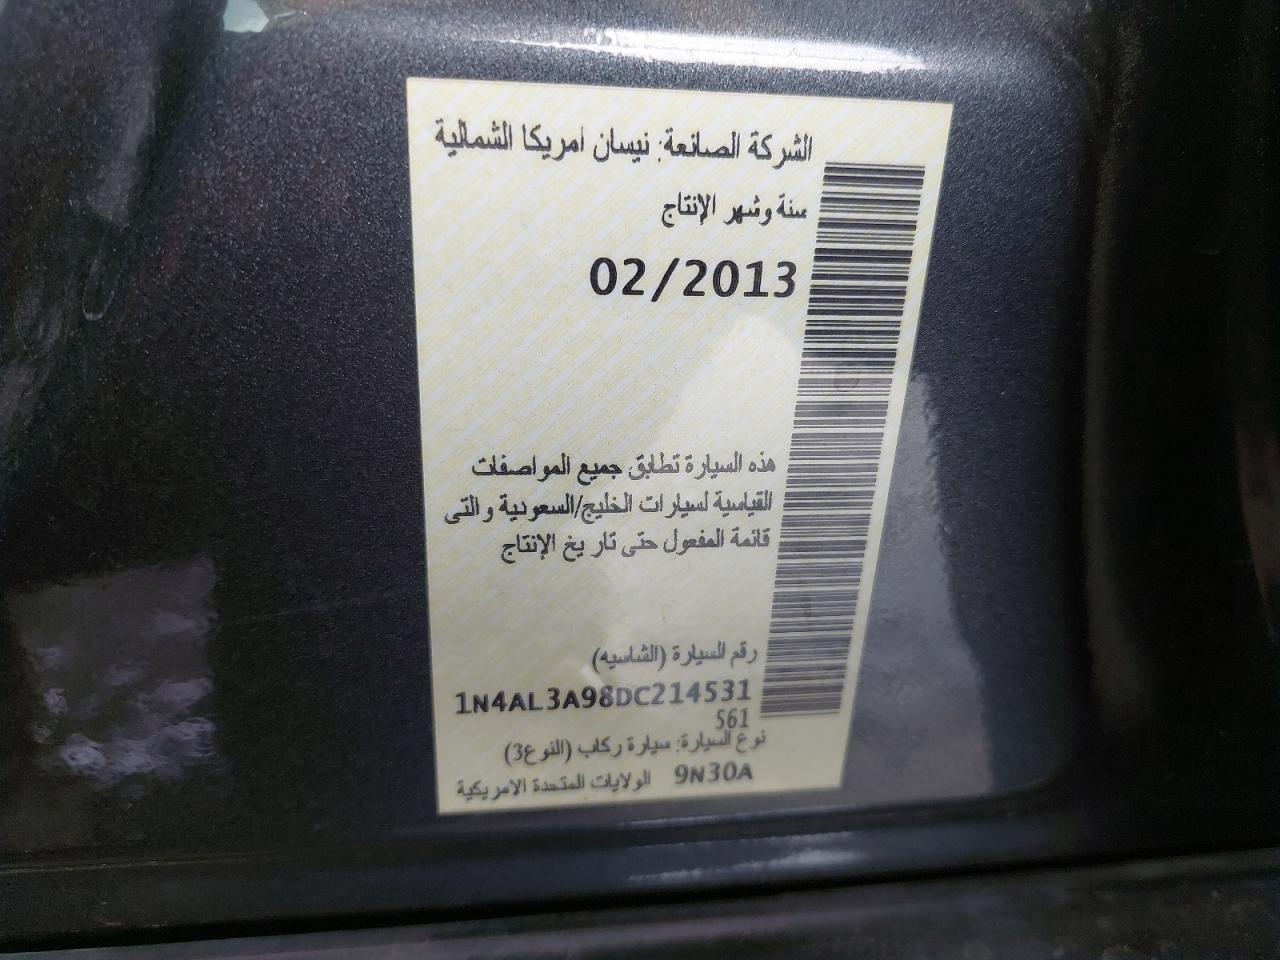 الشركة الصانعة: نيسان امريكا الشمالية
سنة وشهر الإنتاج
02/2013
هذه السيارة تطابق جميع المواصفات
القياسية لسيارات الخليج/السعودية والتى
قائمة المفعول حتى تاريخ الإنتاج
رقم السيارة (الشاسيه)
1N4AL3A98DC214531
561
نوع السيارة: سيارة ركاب (النوع3)
9N30A الولايات المتحدة الامريكية